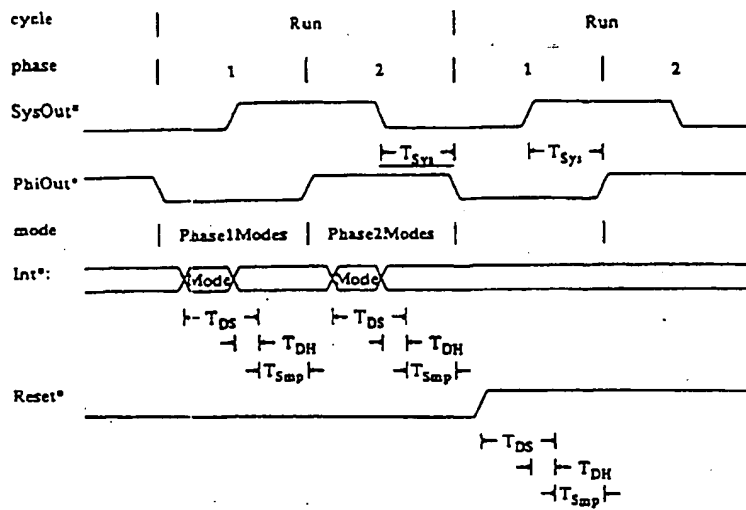 cycle Run Run
phase 1 2 1 2
SysOut*
T_Sys T_Sys
PhiOut*
mode Phase1Modes Phase2Modes
Int*: Mode Mode
T_DS T_DS
T_DH T_DH
T_Smp T_Smp
Reset*
T_DS
T_DH
T_Smp